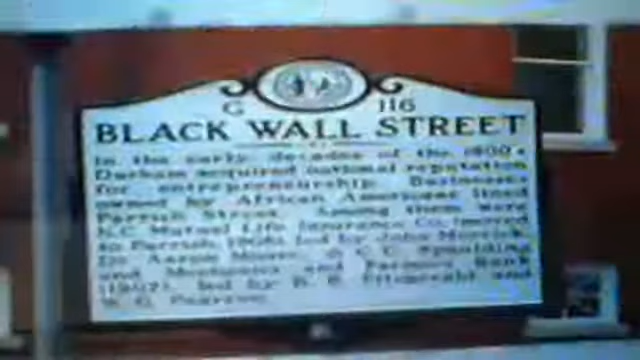 G 116
BLACK WALL STREET
In the early decades of the 1900s
Durham acquired national reputation
for entrepreneurship. Businesses
owned by African Americans lined
Parrish Street. Among them were
N.C. Mutual Life Insurance Co. (moved
to Parrish, 1906), led by John Merrick,
Dr. Aaron Moore, & C.C. Spaulding
and Mechanics and Farmers Bank
(1907), led by R. B. Fitzgerald and
W. G. Pearson.